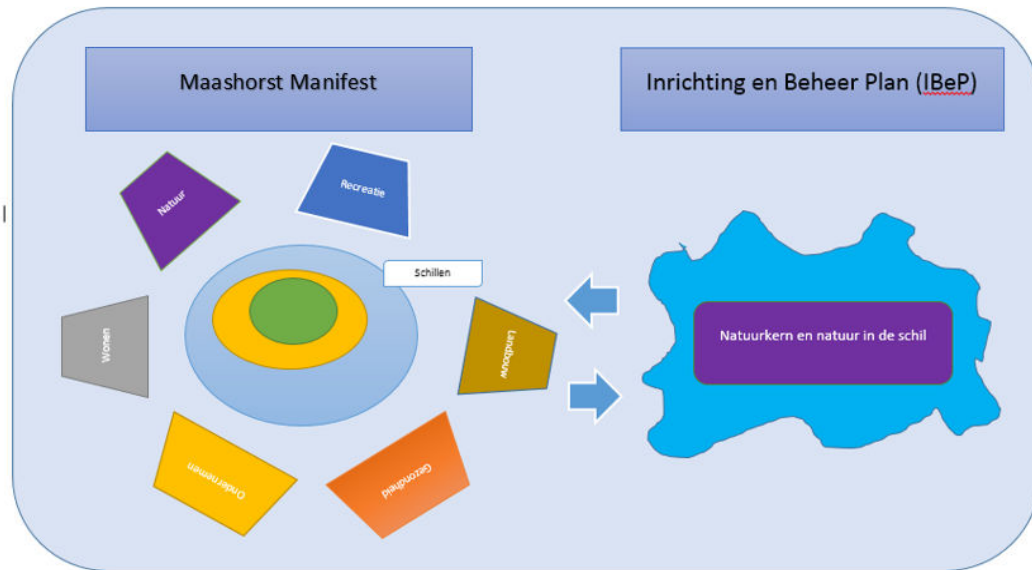 Maashorst Manifest
Inrichting en Beheer Plan (IBeP)
Natuur
Recreatie
Schillen
Wonen
Landbouw
Natuurkern en natuur in de schil
Ondernemen
Gezondheid